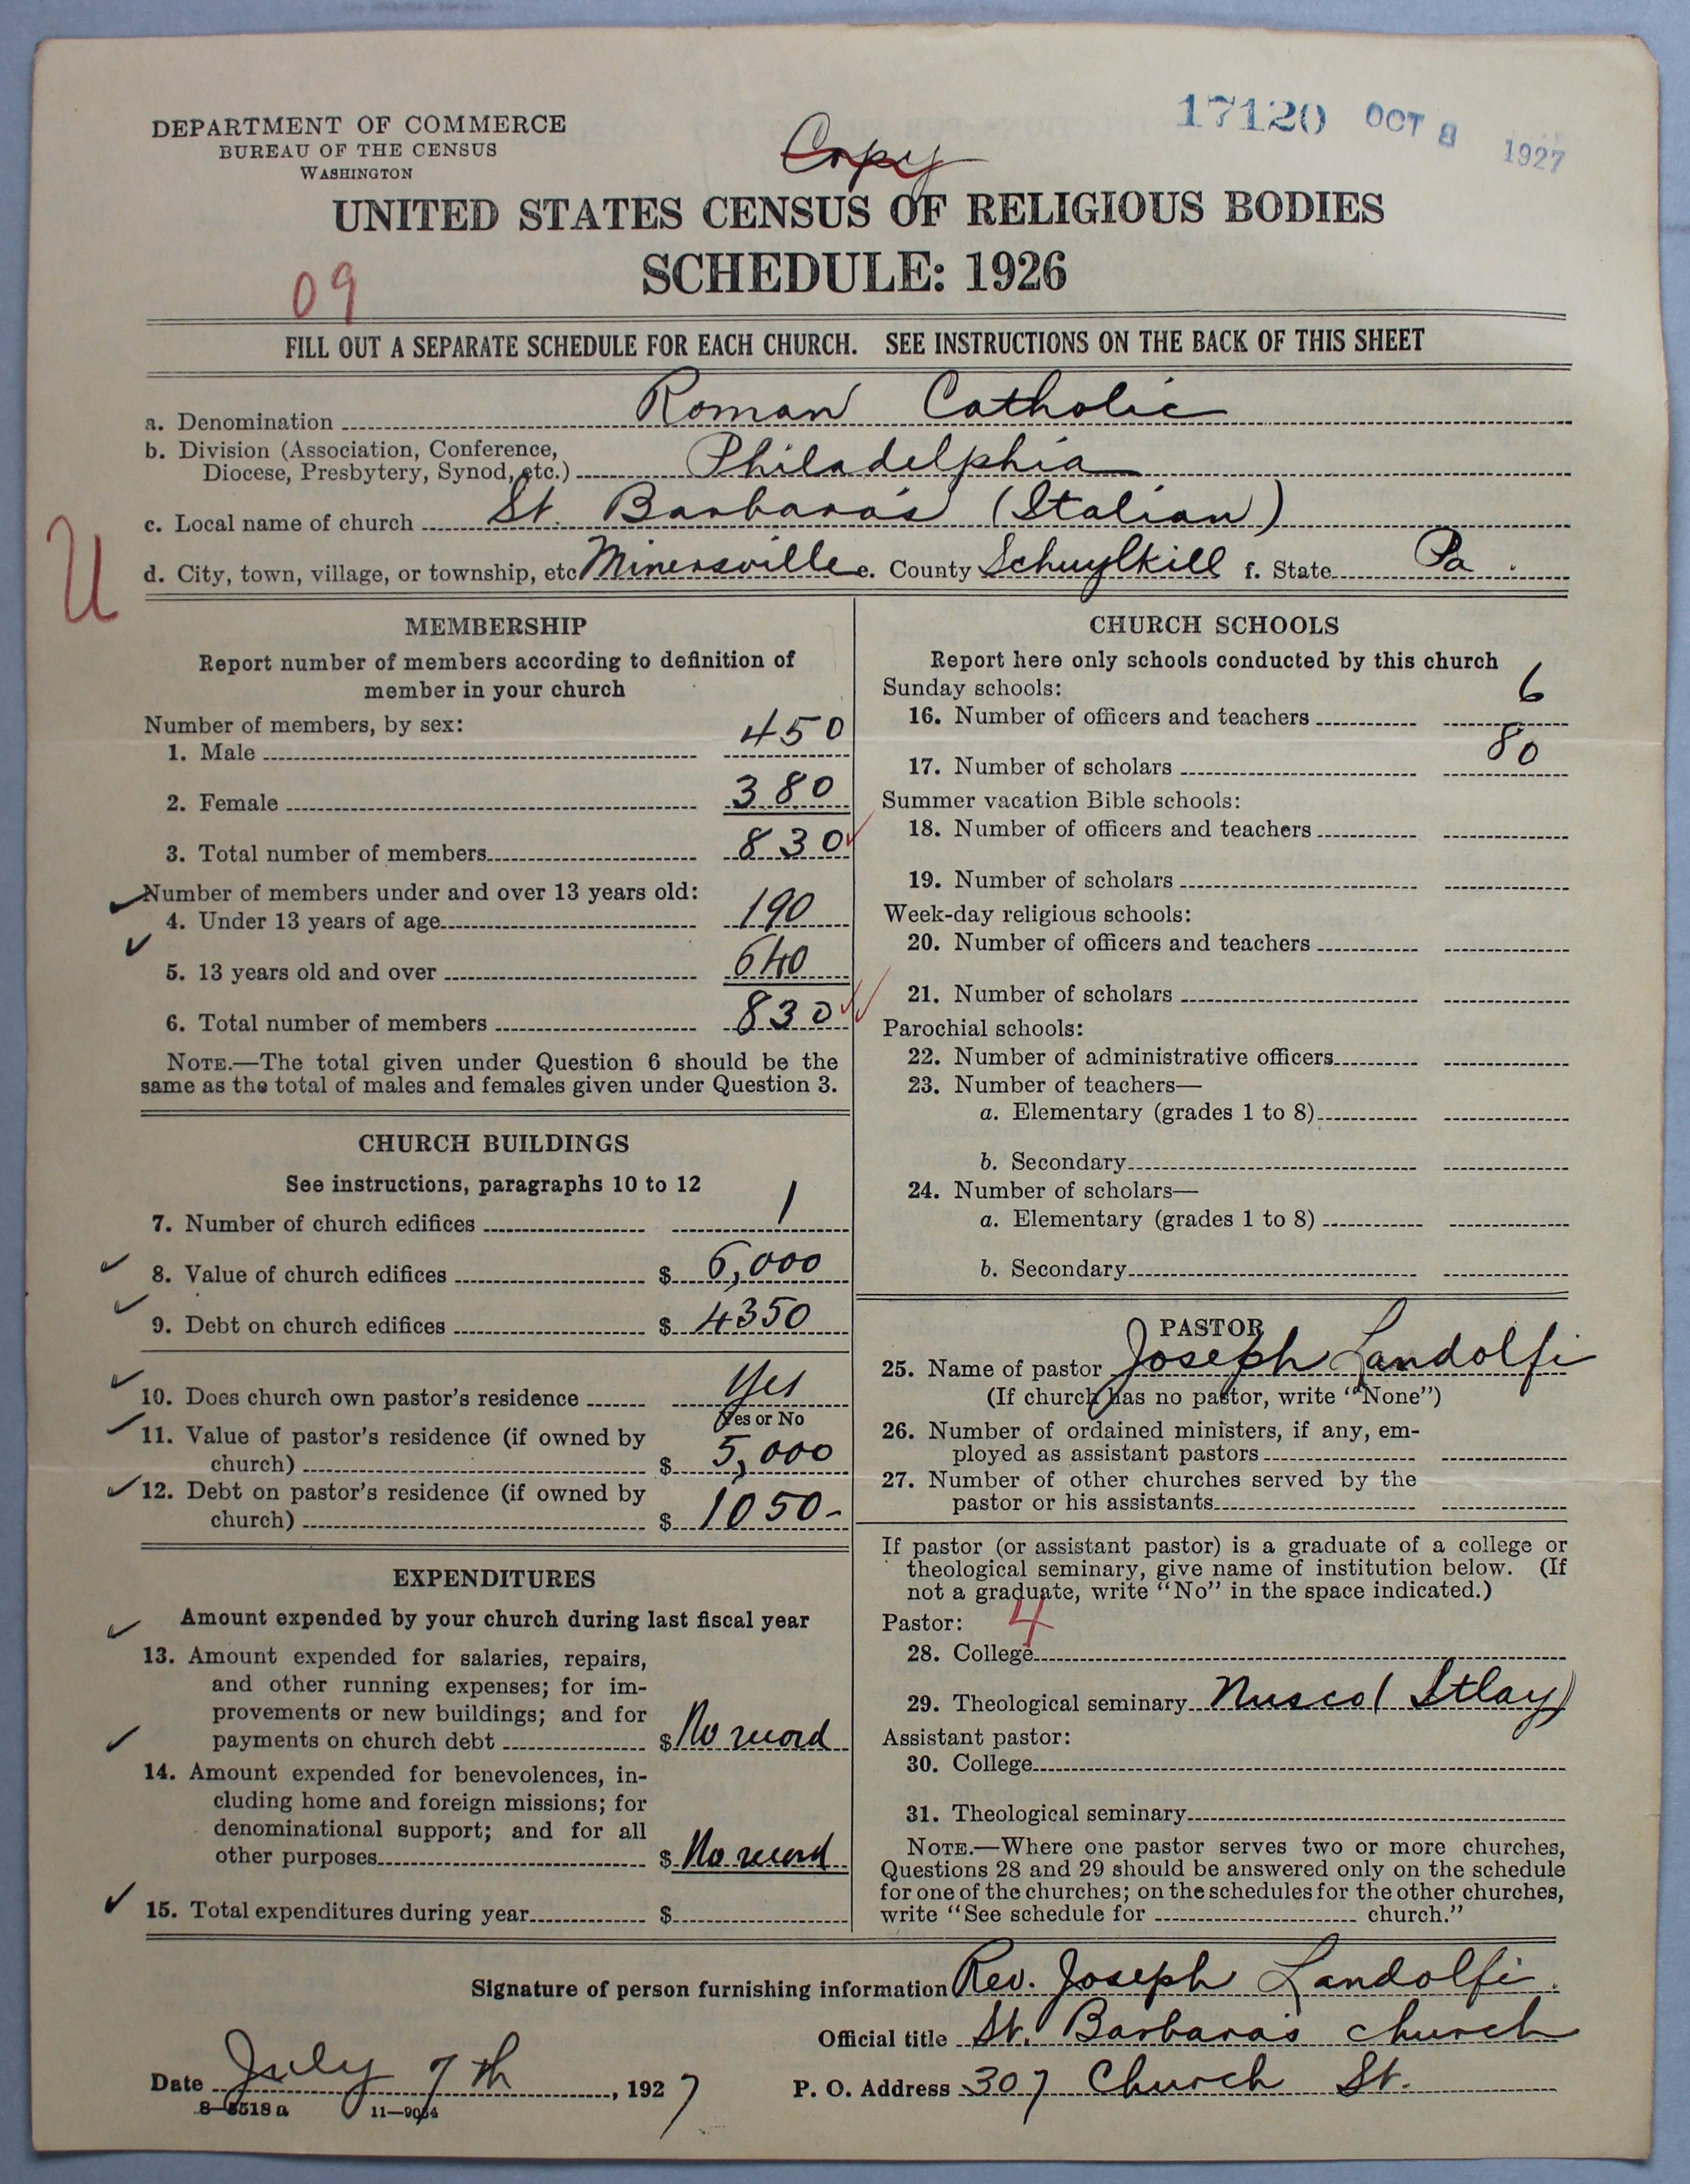 17120 OCT 8 1927
DEPARTMENT OF COMMERCE
BUREAU OF THE CENSUS
WASHINGTON
Copy
UNITED STATES CENSUS OF RELIGIOUS BODIES
SCHEDULE: 1926
09
FILL OUT A SEPARATE SCHEDULE FOR EACH CHURCH. SEE INSTRUCTIONS ON THE BACK OF THIS SHEET
a. Denomination Roman Catholic
b. Division (Association, Conference,
Diocese, Presbytery, Synod, etc.) Philadelphia
c. Local name of church St. Barbara's (Italian)
U
d. City, town, village, or township, etc Minersville e. County Schuylkill f. State Pa.
MEMBERSHIP
Report number of members according to definition of
member in your church
Number of members, by sex:
1. Male 450
2. Female 380
3. Total number of members 830
Number of members under and over 13 years old:
4. Under 13 years of age 190
5. 13 years old and over 640
6. Total number of members 830
NOTE.—The total given under Question 6 should be the
same as the total of males and females given under Question 3.
CHURCH BUILDINGS
See instructions, paragraphs 10 to 12
7. Number of church edifices 1
8. Value of church edifices $ 6,000
9. Debt on church edifices $ 4350
10. Does church own pastor's residence Yes
Yes or No
11. Value of pastor's residence (if owned by
church) $ 5,000
12. Debt on pastor's residence (if owned by
church) $ 1050-
EXPENDITURES
Amount expended by your church during last fiscal year
13. Amount expended for salaries, repairs,
and other running expenses; for im-
provements or new buildings; and for
payments on church debt $ No record
14. Amount expended for benevolences, in-
cluding home and foreign missions; for
denominational support; and for all
other purposes $ No record
15. Total expenditures during year $
CHURCH SCHOOLS
Report here only schools conducted by this church
Sunday schools:
16. Number of officers and teachers 6
17. Number of scholars 80
Summer vacation Bible schools:
18. Number of officers and teachers
19. Number of scholars
Week-day religious schools:
20. Number of officers and teachers
21. Number of scholars
Parochial schools:
22. Number of administrative officers
23. Number of teachers—
a. Elementary (grades 1 to 8)
b. Secondary
24. Number of scholars—
a. Elementary (grades 1 to 8)
b. Secondary
PASTOR
25. Name of pastor Joseph Landolfi
(If church has no pastor, write "None")
26. Number of ordained ministers, if any, em-
ployed as assistant pastors
27. Number of other churches served by the
pastor or his assistants
If pastor (or assistant pastor) is a graduate of a college or
theological seminary, give name of institution below. (If
not a graduate, write "No" in the space indicated.)
Pastor: 4
28. College
29. Theological seminary Nusco (Itlay)
Assistant pastor:
30. College
31. Theological seminary
NOTE.—Where one pastor serves two or more churches,
Questions 28 and 29 should be answered only on the schedule
for one of the churches; on the schedules for the other churches,
write "See schedule for church."
Signature of person furnishing information Rev. Joseph Landolfi.
Official title St. Barbara's church
Date July 7th, 1927 P. O. Address 307 Church St.
8—8518a 11—9054